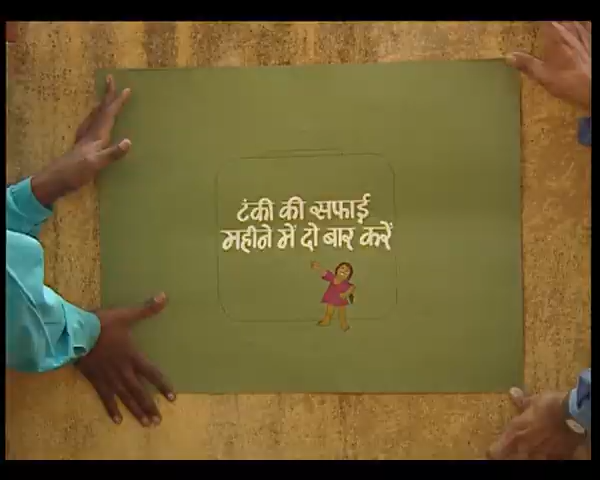 टंकी की सफाई
महीने में दो बार करें